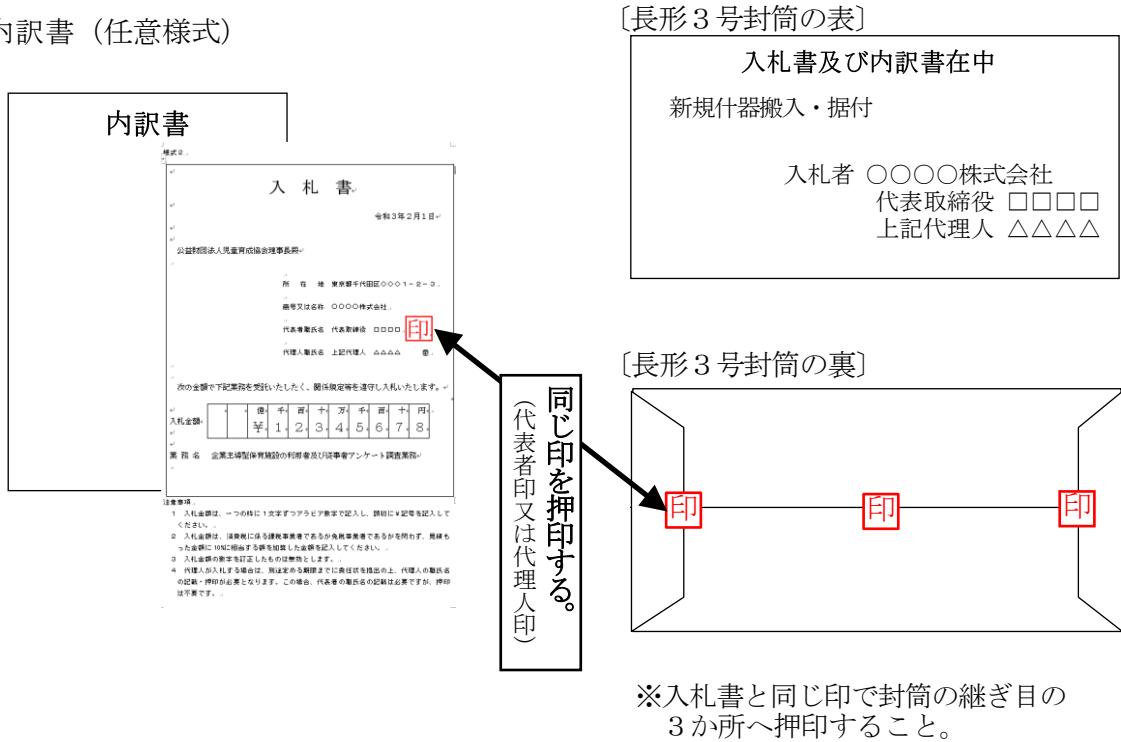 内訳書（任意様式）
内訳書
様式２
入　札　書
令和３年２月１日
公益財団法人児童育成協会理事長殿
所　在　地　東京都千代田区○○○１－２－３
商号又は名称　○○○○株式会社
代表者職氏名　代表取締役　□□□□
印
代理人職氏名　上記代理人　△△△△　　㊞
次の金額で下記業務を受託いたしたく、関係規定等を遵守し入札いたします。
億 千 百 十 万 千 百 十 円
入札金額
￥ 1 2 3 4 5 6 7 8
業 務 名　企業主導型保育施設の利用者及び従事者アンケート調査業務
注意事項
１　入札金額は、一つの枠に１文字ずつアラビア数字で記入し、頭初に￥記号を記入して
ください。
２　入札金額は、消費税に係る課税事業者であるか免税事業者であるかを問わず、見積も
った金額に10%に相当する額を加算した金額を記入してください。
３　入札金額の数字を訂正したものは無効とします。
４　代理人が入札する場合は、別途定める期限までに委任状を提出の上、代理人の職氏名
の記載・押印が必要となります。この場合、代表者の職氏名の記載は必要ですが、押印
は不要です。
同じ印を押印する。
（代表者印又は代理人印）
〔長形３号封筒の表〕
入札書及び内訳書在中
新規什器搬入・据付
入札者 ○○○○株式会社
代表取締役 □□□□
上記代理人 △△△△
〔長形３号封筒の裏〕
印
印
印
※入札書と同じ印で封筒の継ぎ目の
３か所へ押印すること。